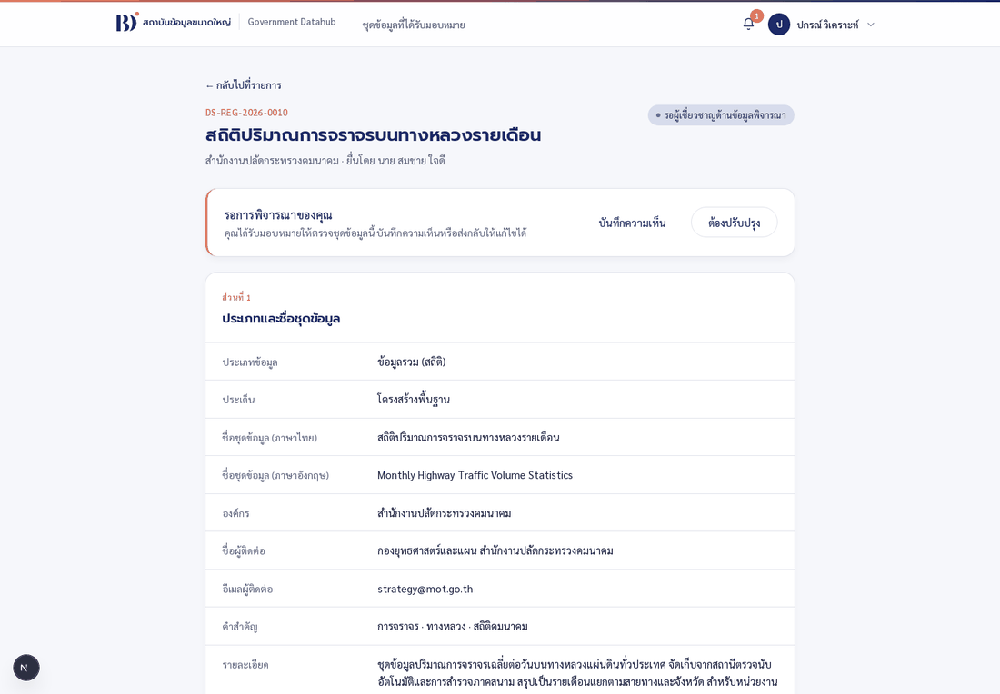 สถาบันข้อมูลขนาดใหญ่
Government Datahub
ชุดข้อมูลที่ได้รับมอบหมาย
1
ป
ปกรณ์ วิเคราะห์
← กลับไปที่รายการ
DS-REG-2026-0010
รอผู้เชี่ยวชาญด้านข้อมูลพิจารณา
สถิติปริมาณการจราจรบนทางหลวงรายเดือน
สำนักงานปลัดกระทรวงคมนาคม · ยื่นโดย นาย สมชาย ใจดี
รอการพิจารณาของคุณ
คุณได้รับมอบหมายให้ตรวจชุดข้อมูลนี้ บันทึกความเห็นหรือส่งกลับให้แก้ไขได้
บันทึกความเห็น
ต้องปรับปรุง
ส่วนที่ 1
ประเภทและชื่อชุดข้อมูล
ประเภทข้อมูล
ข้อมูลรวม (สถิติ)
ประเด็น
โครงสร้างพื้นฐาน
ชื่อชุดข้อมูล (ภาษาไทย)
สถิติปริมาณการจราจรบนทางหลวงรายเดือน
ชื่อชุดข้อมูล (ภาษาอังกฤษ)
Monthly Highway Traffic Volume Statistics
องค์กร
สำนักงานปลัดกระทรวงคมนาคม
ชื่อผู้ติดต่อ
กองยุทธศาสตร์และแผน สำนักงานปลัดกระทรวงคมนาคม
อีเมลผู้ติดต่อ
strategy@mot.go.th
คำสำคัญ
การจราจร · ทางหลวง · สถิติคมนาคม
รายละเอียด
ชุดข้อมูลปริมาณการจราจรเฉลี่ยต่อวันบนทางหลวงแผ่นดินทั่วประเทศ จัดเก็บจากสถานีตรวจนับ
อัตโนมัติและการสำรวจภาคสนาม สรุปเป็นรายเดือนแยกตามสายทางและจังหวัด สำหรับหน่วยงาน